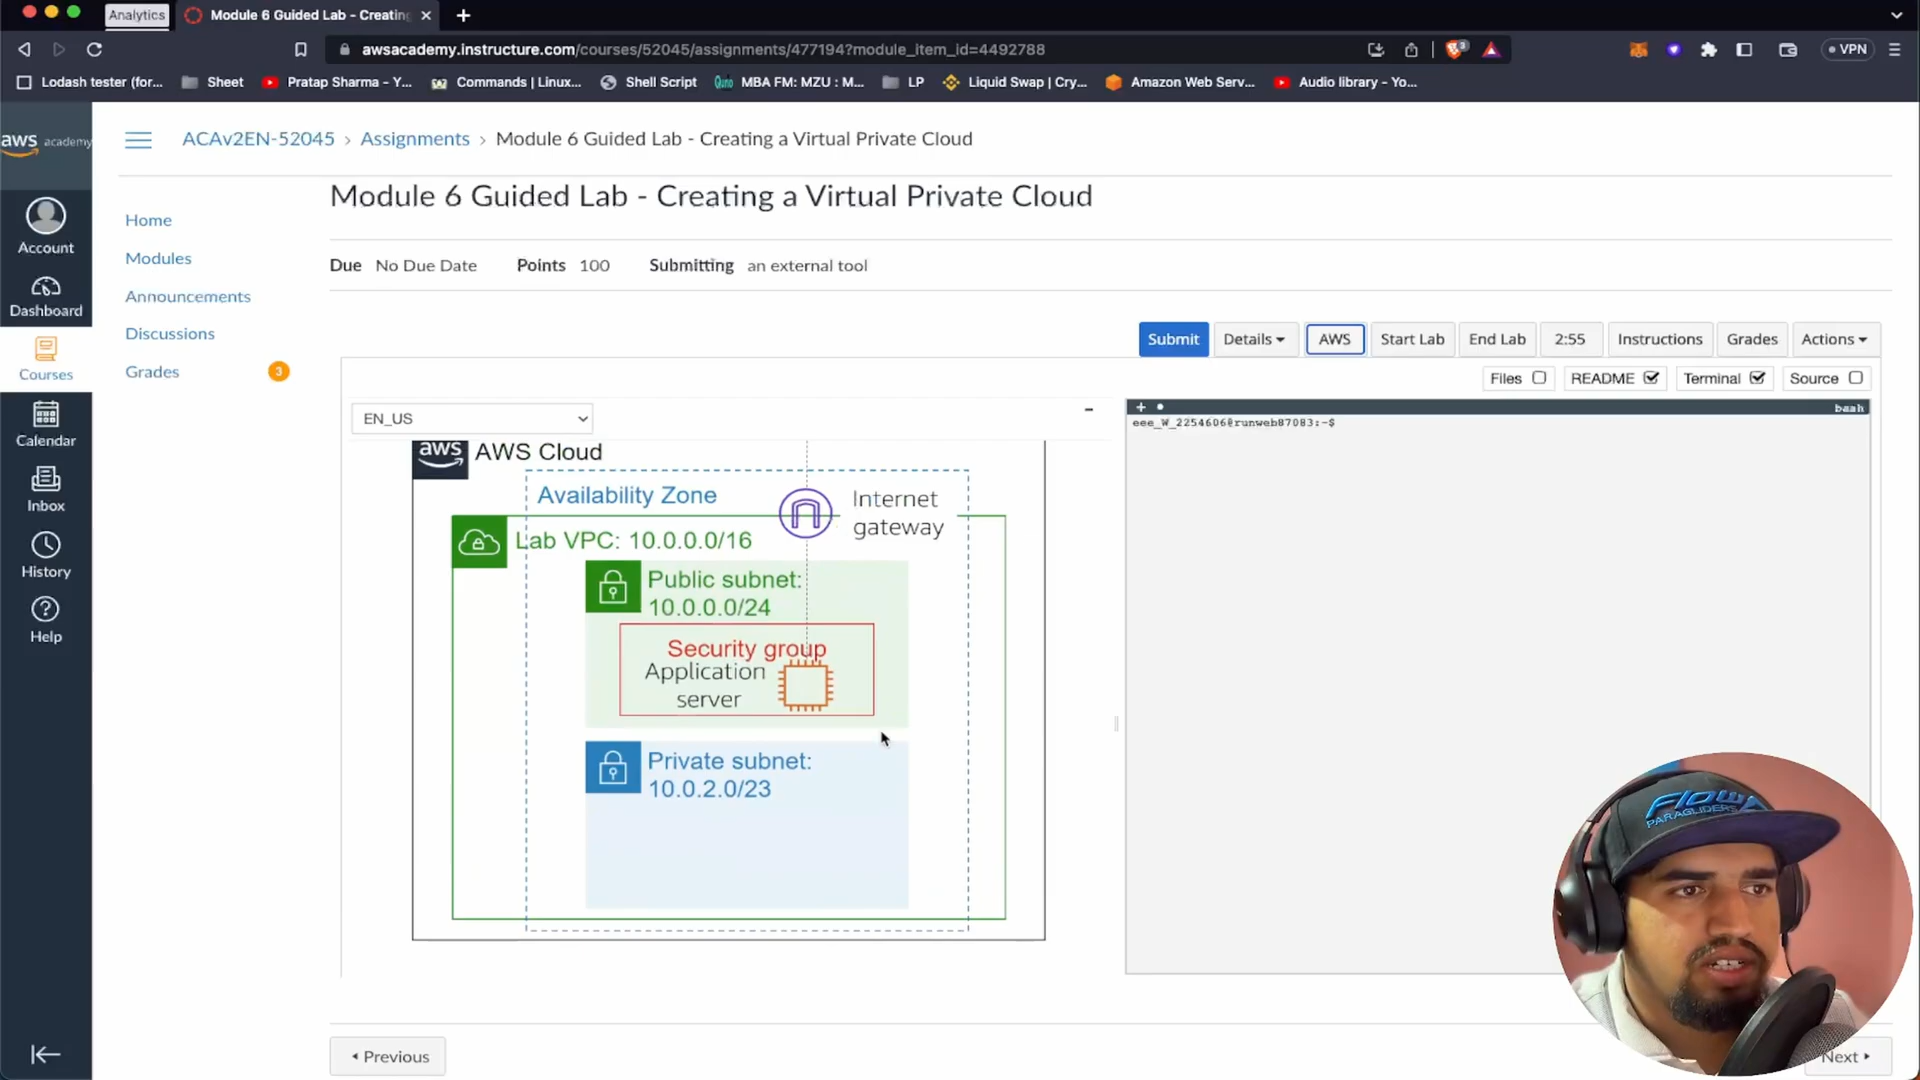 Analytics
Module 6 Guided Lab - Creating
awsacademy.instructure.com/courses/52045/assignments/477194?module_item_id=4492788
VPN
Lodash tester (for...
Sheet
Pratap Sharma - Y...
Commands | Linux...
Shell Script
MBA FM: MZU : M...
LP
Liquid Swap | Cry...
Amazon Web Serv...
Audio library - Yo...
aws academy
ACAv2EN-52045 › Assignments › Module 6 Guided Lab - Creating a Virtual Private Cloud
Account
Dashboard
Courses
Calendar
Inbox
History
Help
Home
Modules
Announcements
Discussions
Grades 3
Module 6 Guided Lab - Creating a Virtual Private Cloud
Due No Due Date Points 100 Submitting an external tool
Submit Details AWS Start Lab End Lab 2:55 Instructions Grades Actions
Files README Terminal Source
EN_US
aws AWS Cloud
Availability Zone
Internet
gateway
Lab VPC: 10.0.0.0/16
Public subnet:
10.0.0.0/24
Security group
Application
server
Private subnet:
10.0.2.0/23
bash
eee_W_2254606@runweb87083:~$
FLOW
PARAGLIDERS
Previous
Next